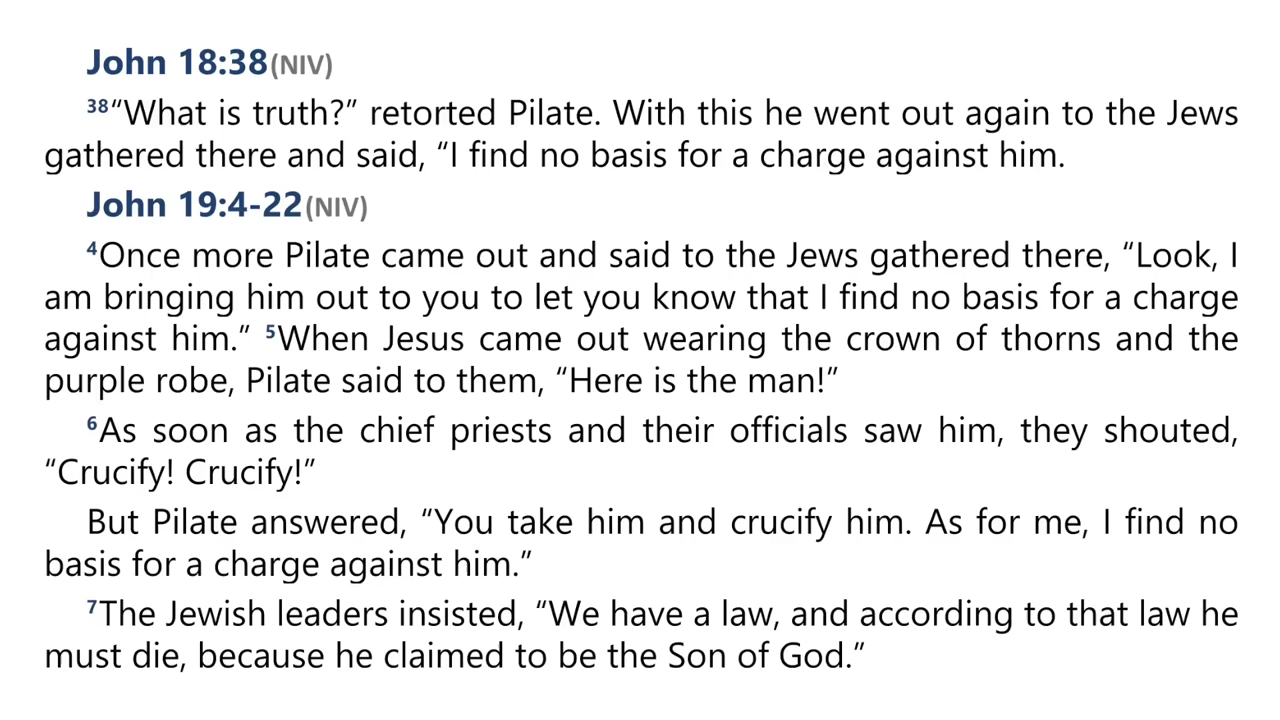 John 18:38(NIV)
38“What is truth?” retorted Pilate. With this he went out again to the Jews
gathered there and said, “I find no basis for a charge against him.
John 19:4-22(NIV)
4Once more Pilate came out and said to the Jews gathered there, “Look, I
am bringing him out to you to let you know that I find no basis for a charge
against him.” 5When Jesus came out wearing the crown of thorns and the
purple robe, Pilate said to them, “Here is the man!”
6As soon as the chief priests and their officials saw him, they shouted,
“Crucify! Crucify!”
But Pilate answered, “You take him and crucify him. As for me, I find no
basis for a charge against him.”
7The Jewish leaders insisted, “We have a law, and according to that law he
must die, because he claimed to be the Son of God.”